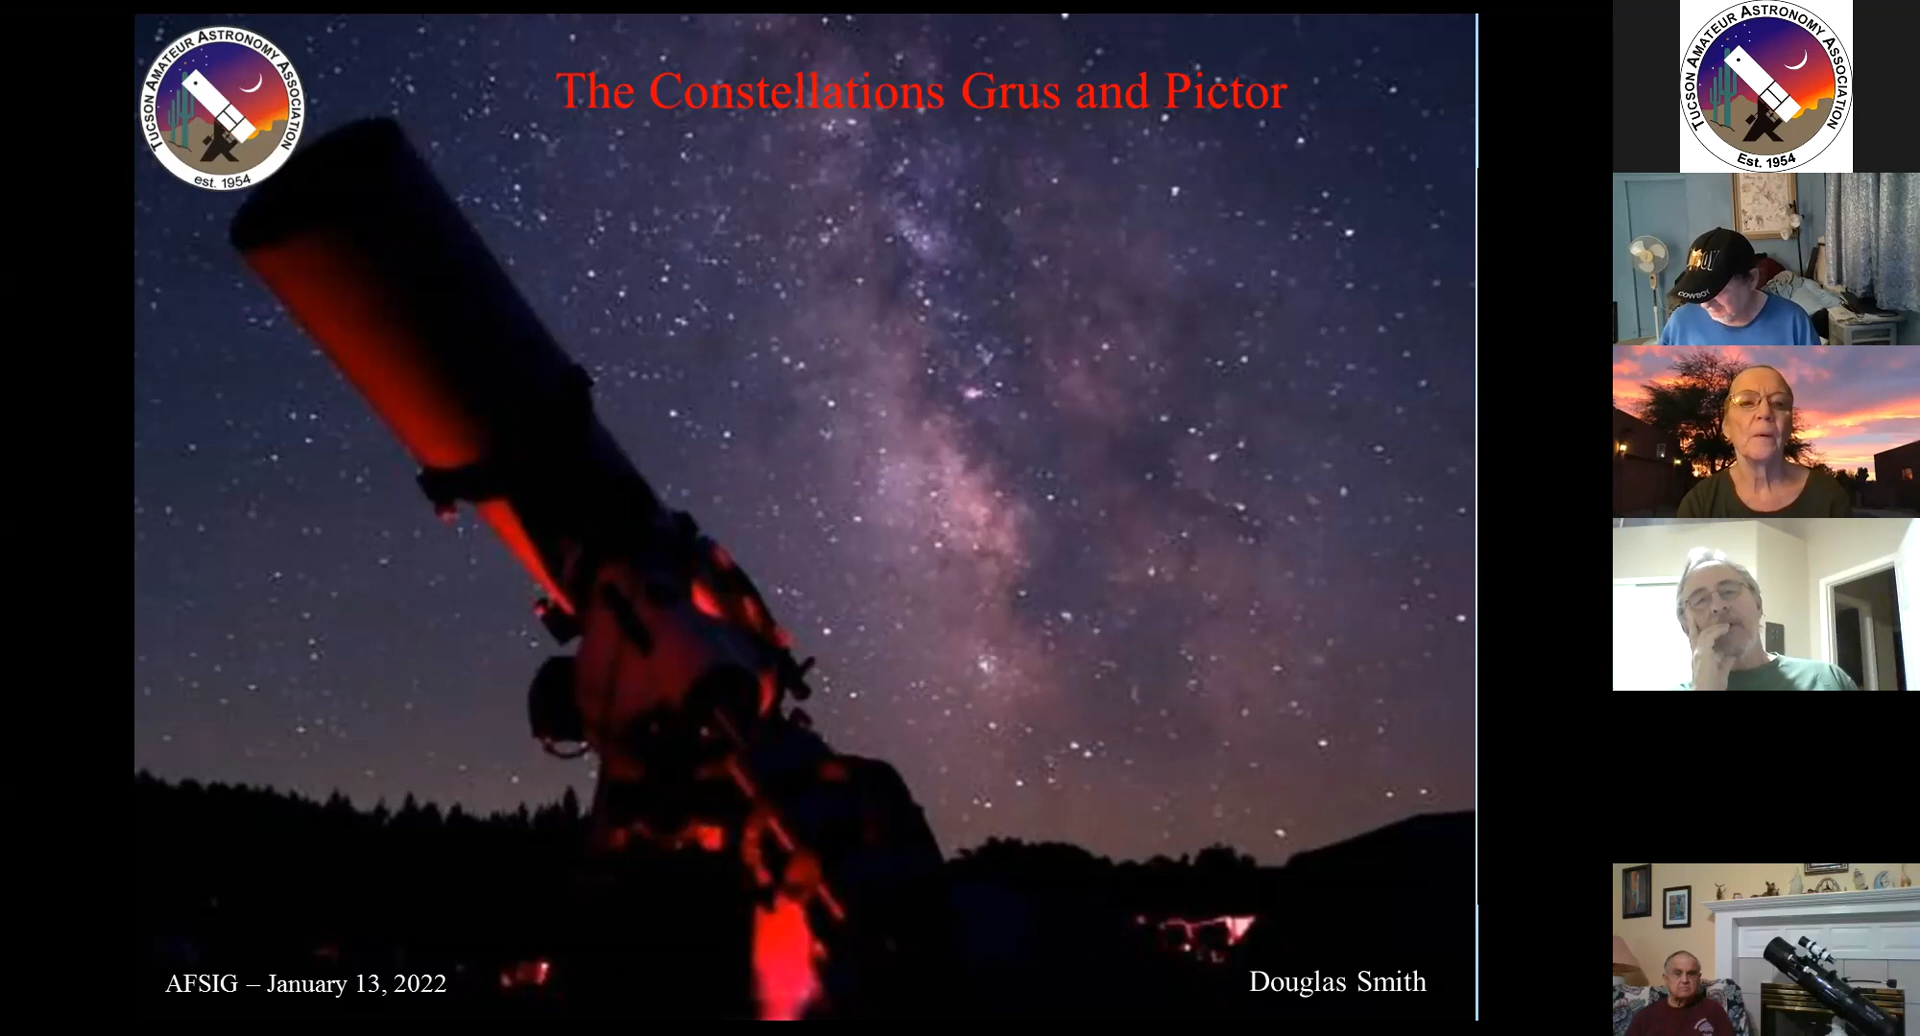 TUCSON AMATEUR ASTRONOMY ASSOCIATION
est. 1954
The Constellations Grus and Pictor
AFSIG – January 13, 2022
Douglas Smith
TUCSON AMATEUR ASTRONOMY ASSOCIATION
Est. 1954
COWBOY